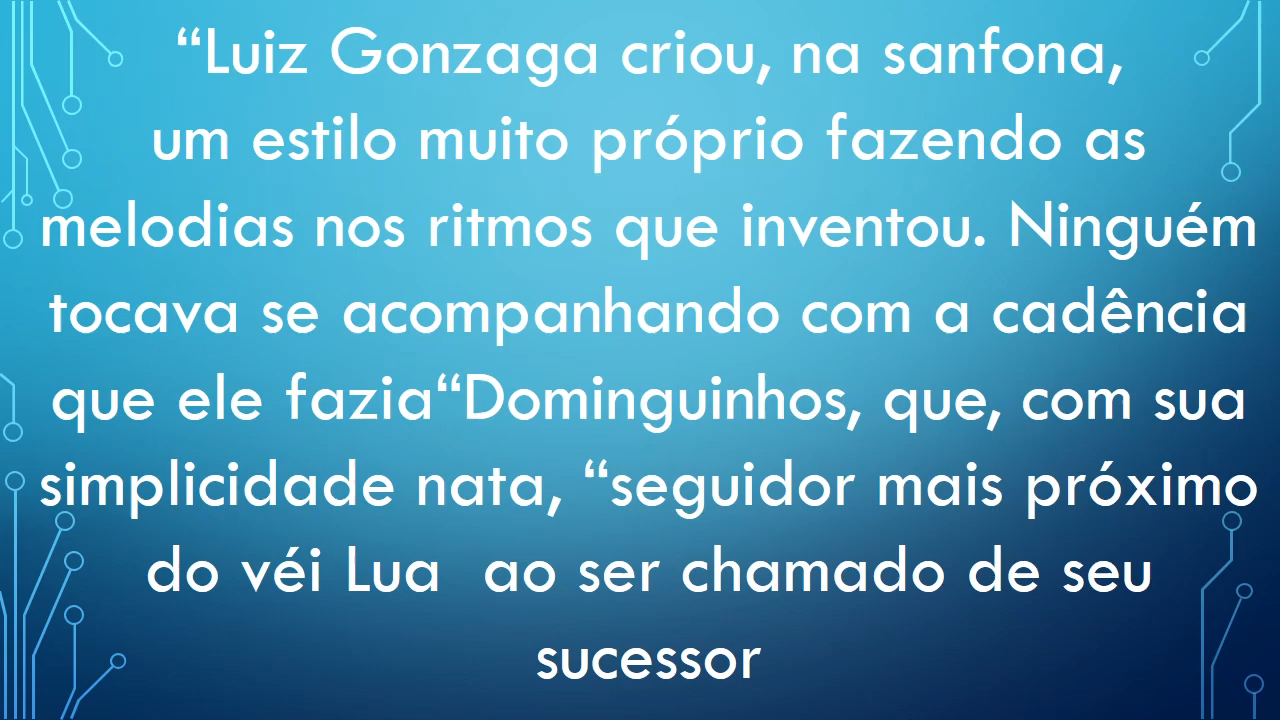 “Luiz Gonzaga criou, na sanfona,
um estilo muito próprio fazendo as
melodias nos ritmos que inventou. Ninguém
tocava se acompanhando com a cadência
que ele fazia“Dominguinhos, que, com sua
simplicidade nata, “seguidor mais próximo
do véi Lua  ao ser chamado de seu
sucessor